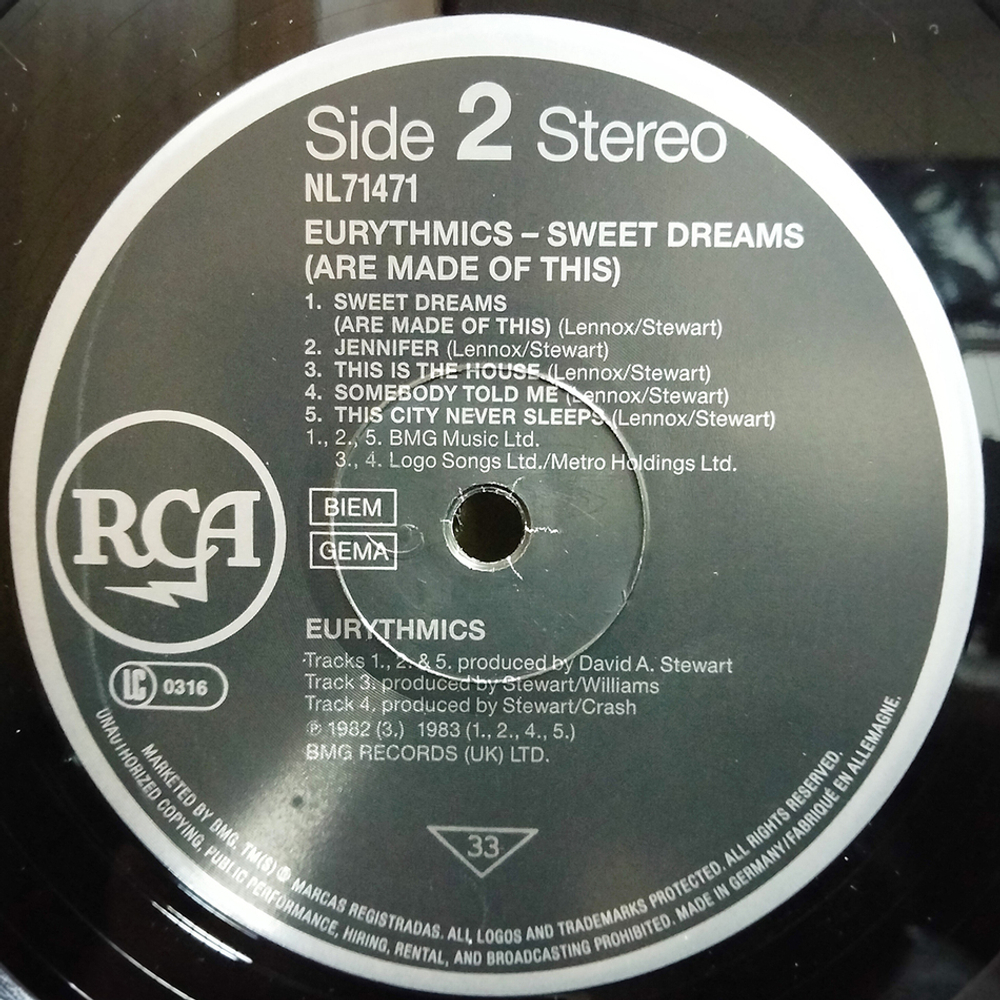 Side 2 Stereo
NL71471
EURYTHMICS – SWEET DREAMS
(ARE MADE OF THIS)
1. SWEET DREAMS
(ARE MADE OF THIS) (Lennox/Stewart)
2. JENNIFER (Lennox/Stewart)
3. THIS IS THE HOUSE (Lennox/Stewart)
4. SOMEBODY TOLD ME (Lennox/Stewart)
5. THIS CITY NEVER SLEEPS (Lennox/Stewart)
1., 2., 5. BMG Music Ltd.
3., 4. Logo Songs Ltd./Metro Holdings Ltd.
RCA
BIEM
GEMA
EURYTHMICS
Tracks 1., 2. & 5. produced by David A. Stewart
Track 3. produced by Stewart/Williams
Track 4. produced by Stewart/Crash
℗ 1982 (3.) 1983 (1., 2., 4., 5.)
BMG RECORDS (UK) LTD.
LC 0316
33
MARKETED BY BMG. TM(S) ® MARCAS REGISTRADAS. ALL LOGOS AND TRADEMARKS PROTECTED. ALL RIGHTS RESERVED.
UNAUTHORIZED COPYING, PUBLIC PERFORMANCE, HIRING, RENTAL, AND BROADCASTING PROHIBITED. MADE IN GERMANY/FABRIQUÉ EN ALLEMAGNE.